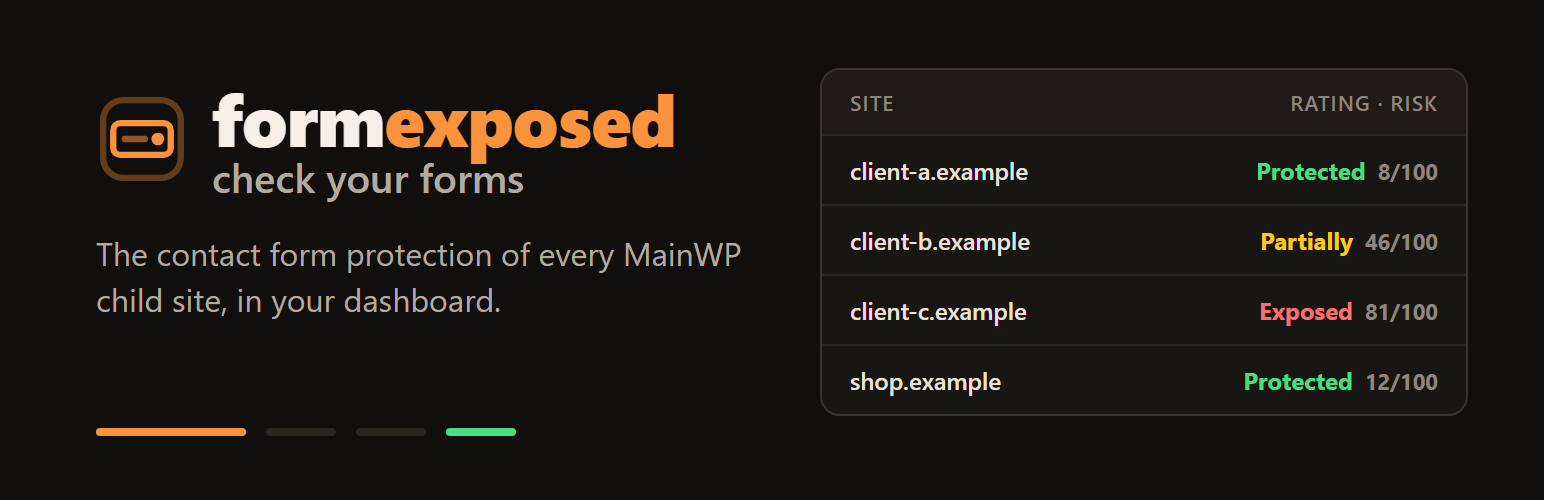 formexposed
check your forms
The contact form protection of every MainWP
child site, in your dashboard.
SITE RATING · RISK
client-a.example Protected 8/100
client-b.example Partially 46/100
client-c.example Exposed 81/100
shop.example Protected 12/100